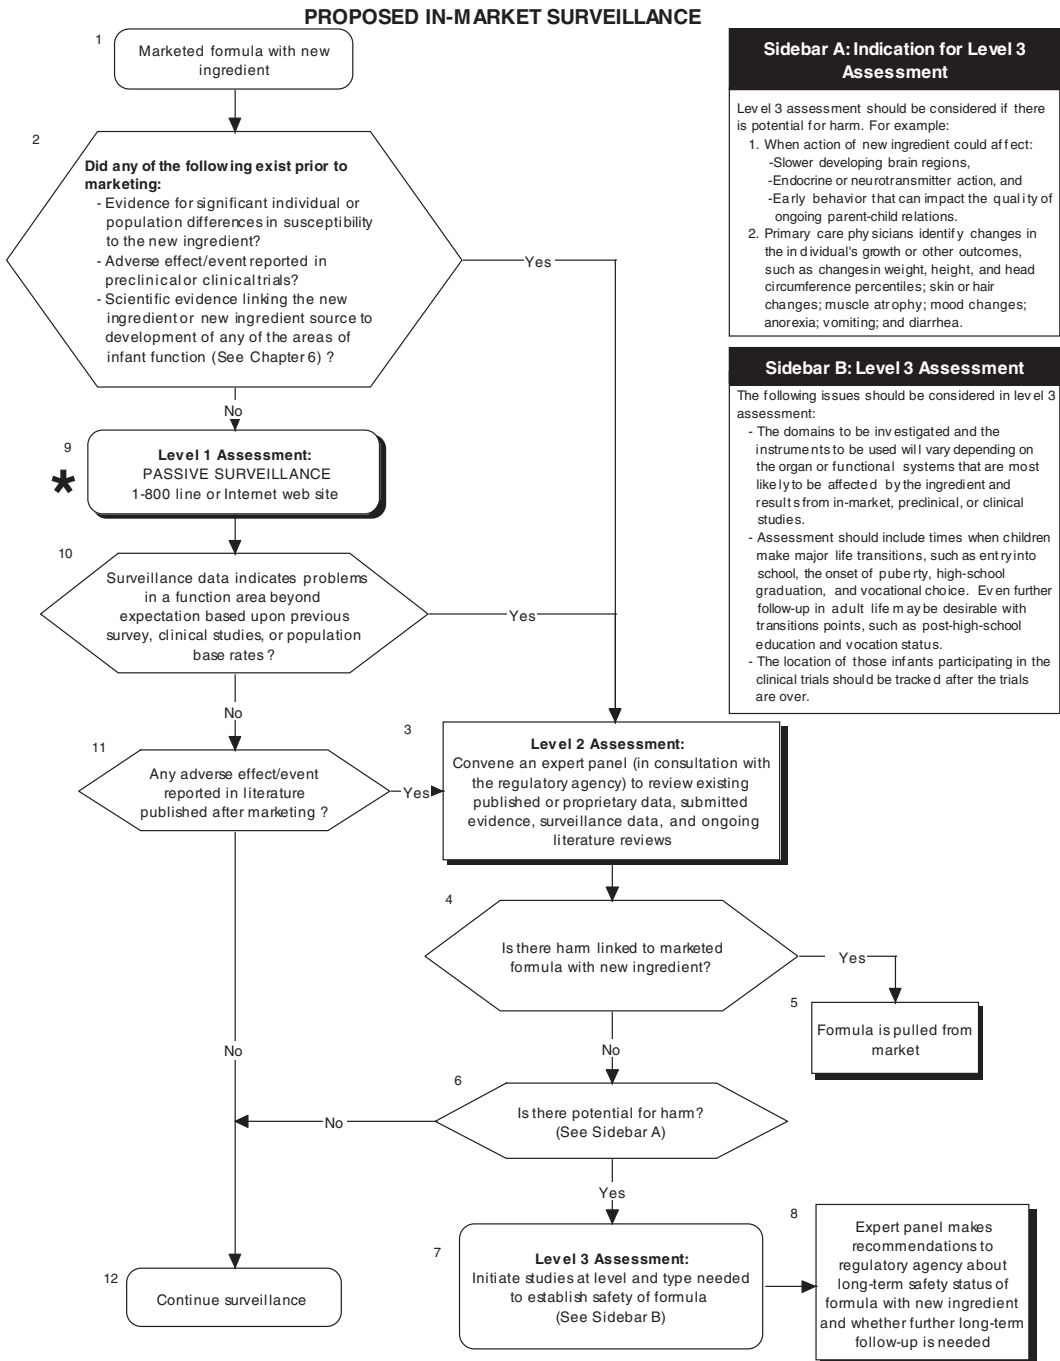 PROPOSED IN-MARKET SURVEILLANCE
1
Marketed formula with new
ingredient
2
Did any of the following exist prior to
marketing:
- Evidence for significant individual or
population differences in susceptibility
to the new ingredient?
- Adverse effect/event reported in
preclinical or clinical trials?
- Scientific evidence linking the new
ingredient or new ingredient source to
development of any of the areas of
infant function (See Chapter 6) ?
Yes
No
9
Level 1 Assessment:
PASSIVE SURVEILLANCE
1-800 line or Internet web site
*
10
Surveillance data indicates problems
in a function area beyond
expectation based upon previous
survey, clinical studies, or population
base rates ?
Yes
No
11
Any adverse effect/event
reported in literature
published after marketing ?
Yes
No
3
Level 2 Assessment:
Convene an expert panel (in consultation with
the regulatory agency) to review existing
published or proprietary data, submitted
evidence, surveillance data, and ongoing
literature reviews
4
Is there harm linked to marketed
formula with new ingredient?
Yes
5
Formula is pulled from
market
No
6
Is there potential for harm?
(See Sidebar A)
No
Yes
7
Level 3 Assessment:
Initiate studies at level and type needed
to establish safety of formula
(See Sidebar B)
8
Expert panel makes
recommendations to
regulatory agency about
long-term safety status of
formula with new ingredient
and whether further long-term
follow-up is needed
12
Continue surveillance
Sidebar A: Indication for Level 3
Assessment
Level 3 assessment should be considered if there
is potential for harm. For example:
1. When action of new ingredient could affect:
-Slower developing brain regions,
-Endocrine or neurotransmitter action, and
-Early behavior that can impact the quality of
ongoing parent-child relations.
2. Primary care physicians identify changes in
the individual's growth or other outcomes,
such as changes in weight, height, and head
circumference percentiles; skin or hair
changes; muscle atrophy; mood changes;
anorexia; vomiting; and diarrhea.
Sidebar B: Level 3 Assessment
The following issues should be considered in level 3
assessment:
- The domains to be investigated and the
instruments to be used will vary depending on
the organ or functional systems that are most
likely to be affected by the ingredient and
results from in-market, preclinical, or clinical
studies.
- Assessment should include times when children
make major life transitions, such as entry into
school, the onset of puberty, high-school
graduation, and vocational choice. Even further
follow-up in adult life may be desirable with
transitions points, such as post-high-school
education and vocation status.
- The location of those infants participating in the
clinical trials should be tracked after the trials
are over.